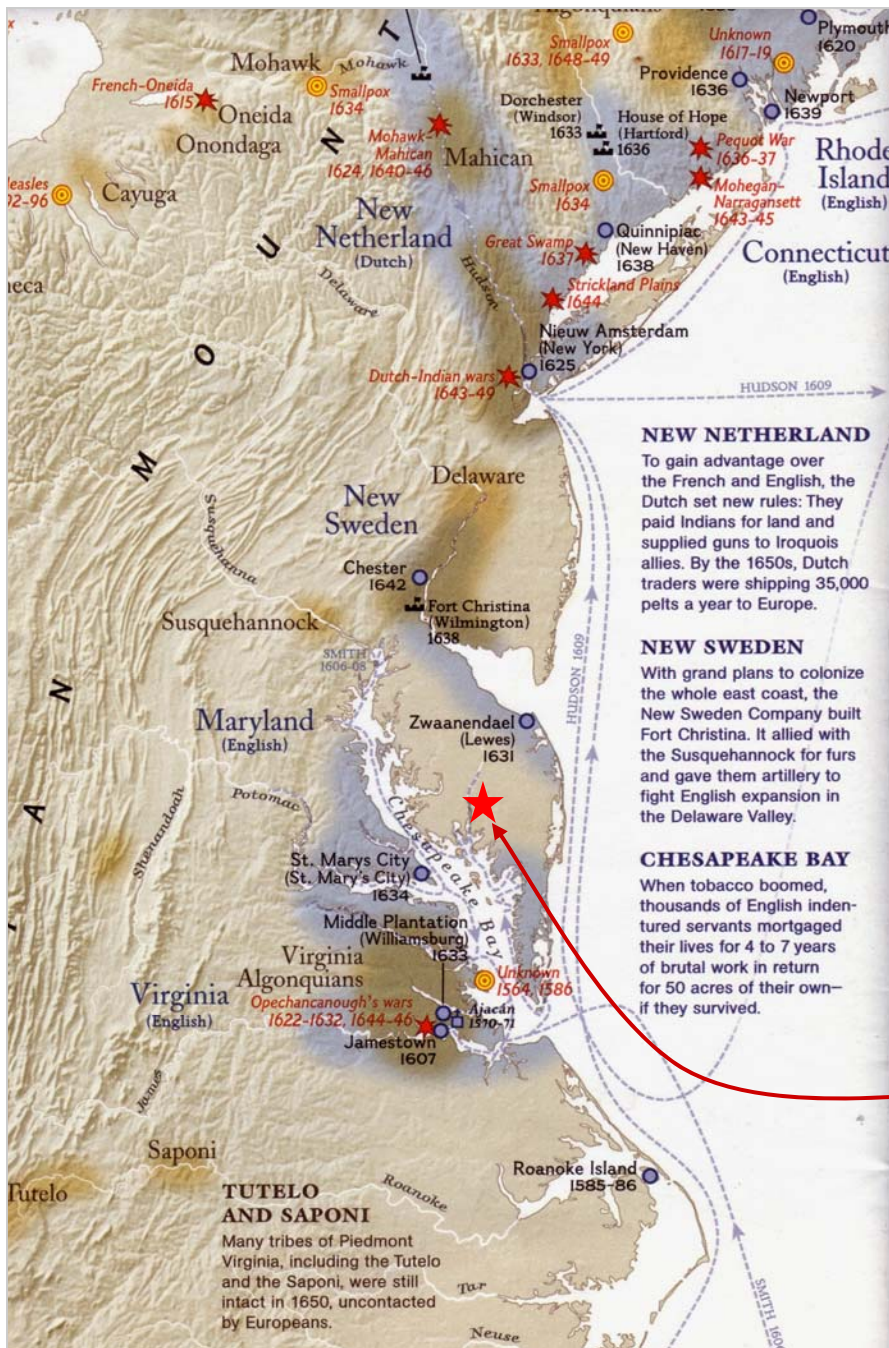 Algonquians
Plymouth
1620
Smallpox
1633, 1648-49
Unknown
1617-19
Mohawk
Mohawk
T
Providence
1636
French-Oneida
1615
Smallpox
1634
Oneida
Onondaga
N
Dorchester
(Windsor)
1633
House of Hope
(Hartford)
1636
Newport
1639
Mohawk-
Mahican
1624, 1640-46
Mahican
Pequot War
1636-37
Rhode
Island
(English)
Cayuga
easles
92-96
Smallpox
1634
Mohegan-
Narragansett
1643-45
New
Netherland
(Dutch)
U
Quinnipiac
(New Haven)
1638
Great Swamp
1637
Connecticut
(English)
eca
Delaware
Hudson
Strickland Plains
1644
O
Nieuw Amsterdam
(New York)
1625
Dutch-Indian wars
1643-49
HUDSON 1609
NEW NETHERLAND
To gain advantage over
the French and English, the
Dutch set new rules: They
paid Indians for land and
supplied guns to Iroquois
allies. By the 1650s, Dutch
traders were shipping 35,000
pelts a year to Europe.
M
Delaware
New
Sweden
Susquehanna
Chester
1642
Fort Christina
(Wilmington)
1638
Susquehannock
SMITH
1606-08
HUDSON 1609
NEW SWEDEN
With grand plans to colonize
the whole east coast, the
New Sweden Company built
Fort Christina. It allied with
the Susquehannock for furs
and gave them artillery to
fight English expansion in
the Delaware Valley.
N
Maryland
(English)
Zwaanendael
(Lewes)
1631
A
Shenandoah
Potomac
Chesapeake Bay
St. Marys City
(St. Mary's City)
1634
CHESAPEAKE BAY
When tobacco boomed,
thousands of English inden-
tured servants mortgaged
their lives for 4 to 7 years
of brutal work in return
for 50 acres of their own—
if they survived.
Middle Plantation
(Williamsburg)
1633
Virginia
Algonquians
Unknown
1564, 1586
Virginia
(English)
Opechancanough's wars
1622-1632, 1644-46
Ajacán
1570-71
Jamestown
1607
James
Saponi
Tutelo
Roanoke Island
1585-86
Roanoke
TUTELO
AND SAPONI
Many tribes of Piedmont
Virginia, including the Tutelo
and the Saponi, were still
intact in 1650, uncontacted
by Europeans.
Tar
Neuse
SMITH 1606